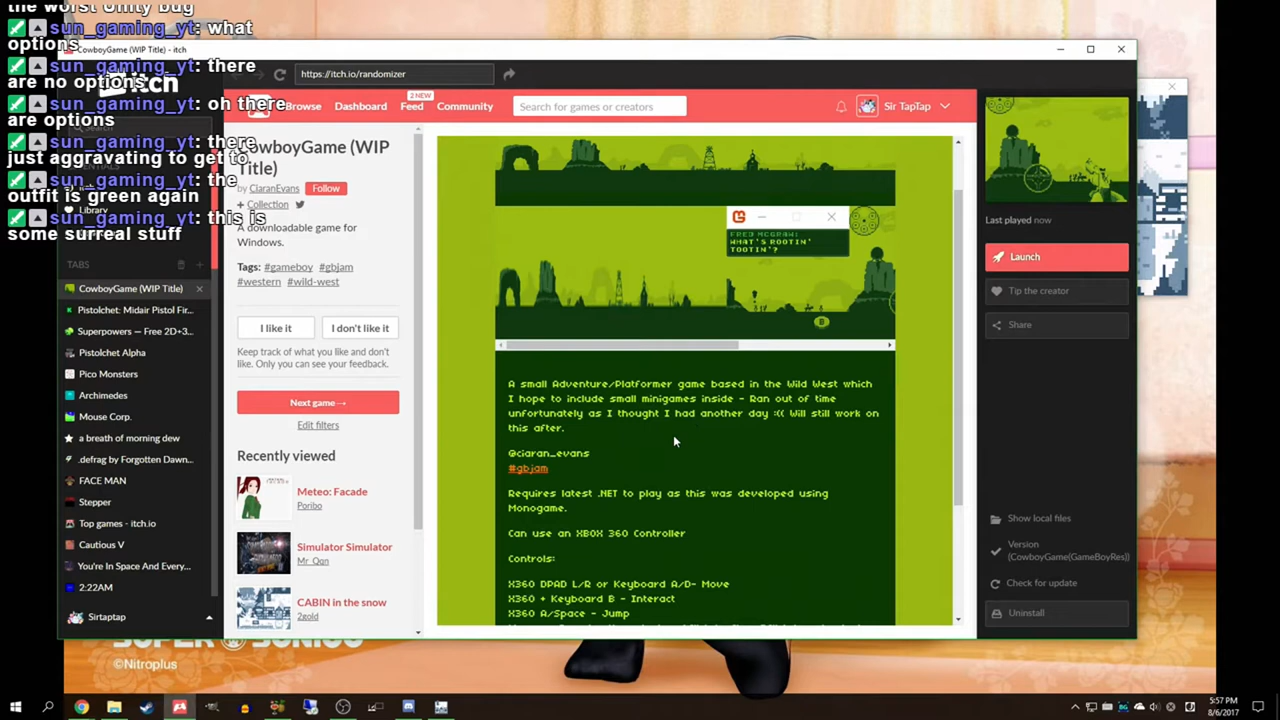 the worst Unity bug
sun_gaming_yt: what
options
sun_gaming_yt: there
are no options
sun_gaming_yt: oh there
are options
sun_gaming_yt: there
just aggravating to get to
sun_gaming_yt: the
outfit is green again
sun_gaming_yt: this is
some surreal stuff
CowboyGame (WIP Title) - itch
itch
https://itch.io/randomizer
Browse
Dashboard
2 NEW
Feed
Community
Search for games or creators
Sir TapTap
Search
Library
TABS
CowboyGame (WIP Title)
Pistolchet: Midair Pistol Fir...
Superpowers — Free 2D+3...
Pistolchet Alpha
Pico Monsters
Archimedes
Mouse Corp.
a breath of morning dew
.defrag by Forgotten Dawn...
FACE MAN
Stepper
Top games - itch.io
Cautious V
You're In Space And Every...
2:22AM
Sirtaptap
CowboyGame (WIP
Title)
by CiaranEvans
Follow
Collection
A downloadable game for
Windows.
Tags: #gameboy #gbjam
#western #wild-west
I like it
I don't like it
Keep track of what you like and don't
like. Only you can see your feedback.
Next game→
Edit filters
Recently viewed
Meteo: Facade
Poribo
Simulator Simulator
Mr_Qqn
CABIN in the snow
2gold
FRED MCGRAW:
WHAT'S ROOTIN'
TOOTIN'?
B
A small Adventure/Platformer game based in the Wild West which
I hope to include small minigames inside - Ran out of time
unfortunately as I thought I had another day :(( Will still work on
this after.
@ciaran_evans
#gbjam
Requires latest .NET to play as this was developed using
Monogame.
Can use an XBOX 360 Controller
Controls:
X360 DPAD L/R or Keyboard A/D- Move
X360 + Keyboard B - Interact
X360 A/Space - Jump
Last played now
Launch
Tip the creator
Share
Show local files
Version
(CowboyGame(GameBoyRes))
Check for update
Uninstall
SUPER SONICO
©Nitroplus
5:57 PM
8/6/2017